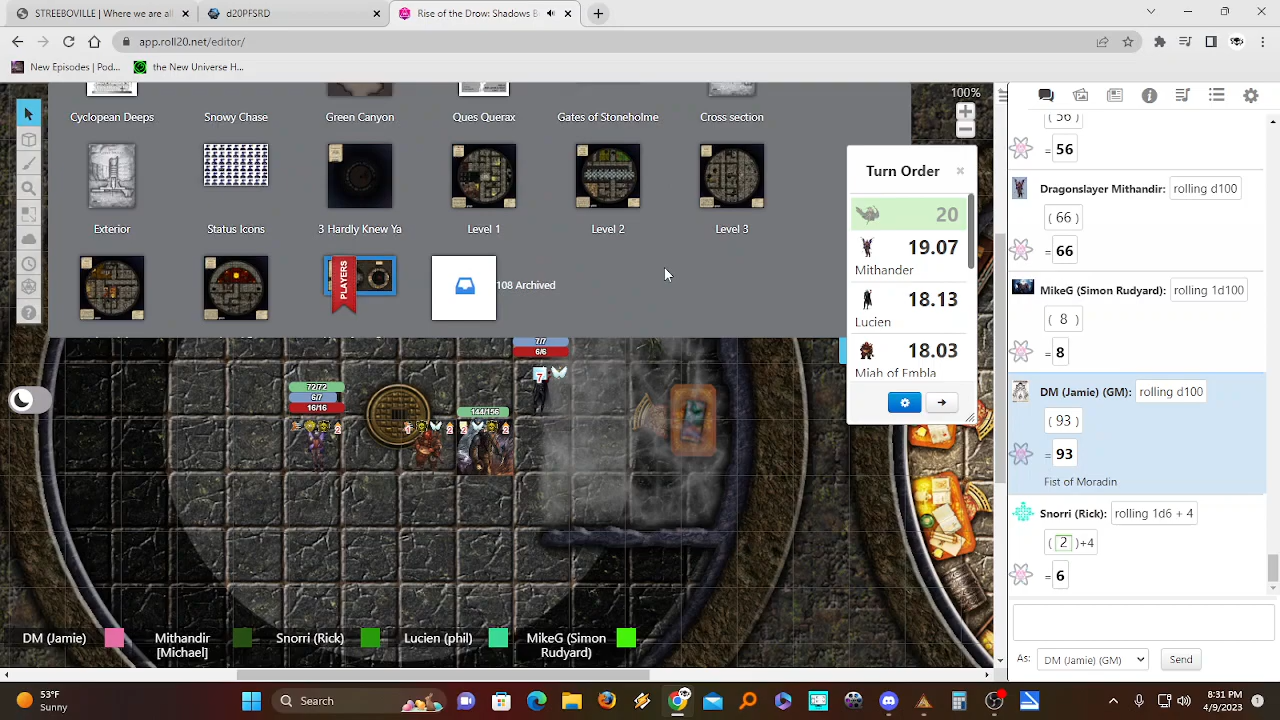 STREEBOVILLE (We are all
d20PFSRD
Rise of the Drow: Shadows B
app.roll20.net/editor/
New Episodes | Pod...
the New Universe H...
100%
Cyclopean Deeps
Snowy Chase
Green Canyon
Ques Querax
Gates of Stoneholme
Cross section
Exterior
Status Icons
3 Hardly Knew Ya
Level 1
Level 2
Level 3
PLAYERS
108 Archived
Turn Order
20
19.07
Mithander
18.13
Lucien
18.03
Miah of Embla
7/7
6/6
7
72/72
6/7
16/16
144/156
DM (Jamie)
Mithandir
[Michael]
Snorri (Rick)
Lucien (phil)
MikeG (Simon
Rudyard)
( 56
= 56
Dragonslayer Mithandir: rolling d100
( 66 )
= 66
MikeG (Simon Rudyard): rolling 1d100
( 8 )
= 8
DM (Jamie) (GM): rolling d100
( 93 )
= 93
Fist of Moradin
Snorri (Rick): rolling 1d6 + 4
( 2 )+4
= 6
As: DM (Jamie) (GM) Send
53°F
Sunny
Search
8:31 PM
4/9/2023
1